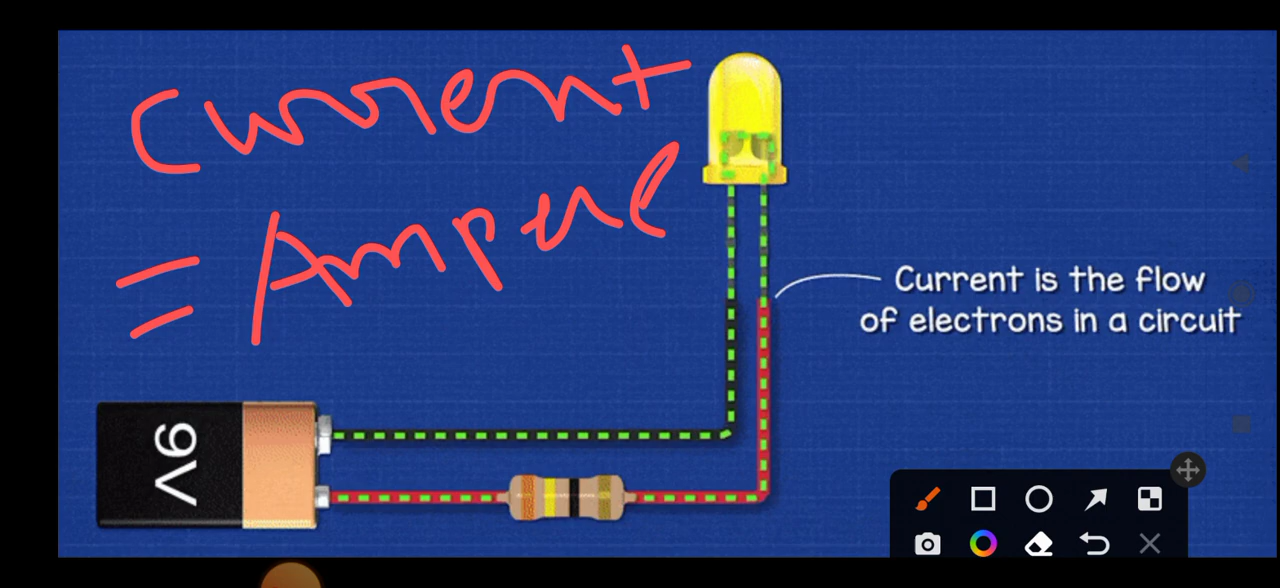 Current
= Ampere
Current is the flow
of electrons in a circuit
9V